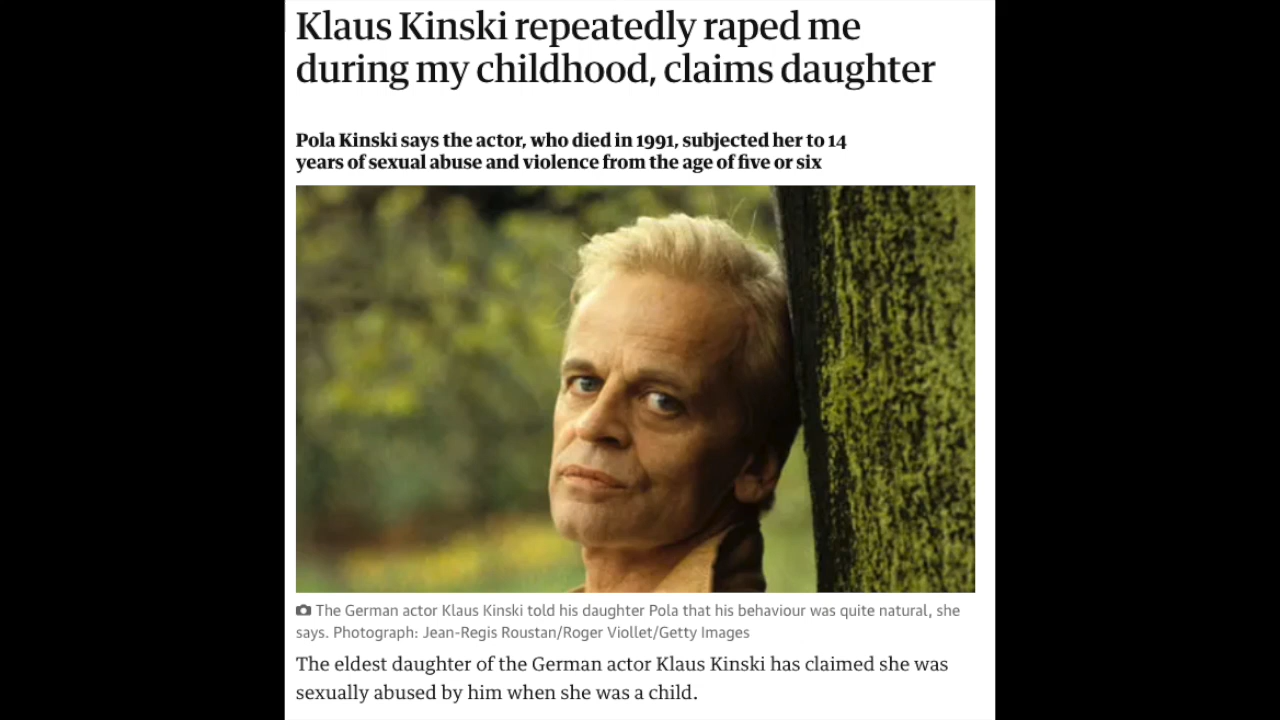 Klaus Kinski repeatedly raped me
during my childhood, claims daughter
Pola Kinski says the actor, who died in 1991, subjected her to 14
years of sexual abuse and violence from the age of five or six
The German actor Klaus Kinski told his daughter Pola that his behaviour was quite natural, she
says. Photograph: Jean-Regis Roustan/Roger Viollet/Getty Images
The eldest daughter of the German actor Klaus Kinski has claimed she was
sexually abused by him when she was a child.